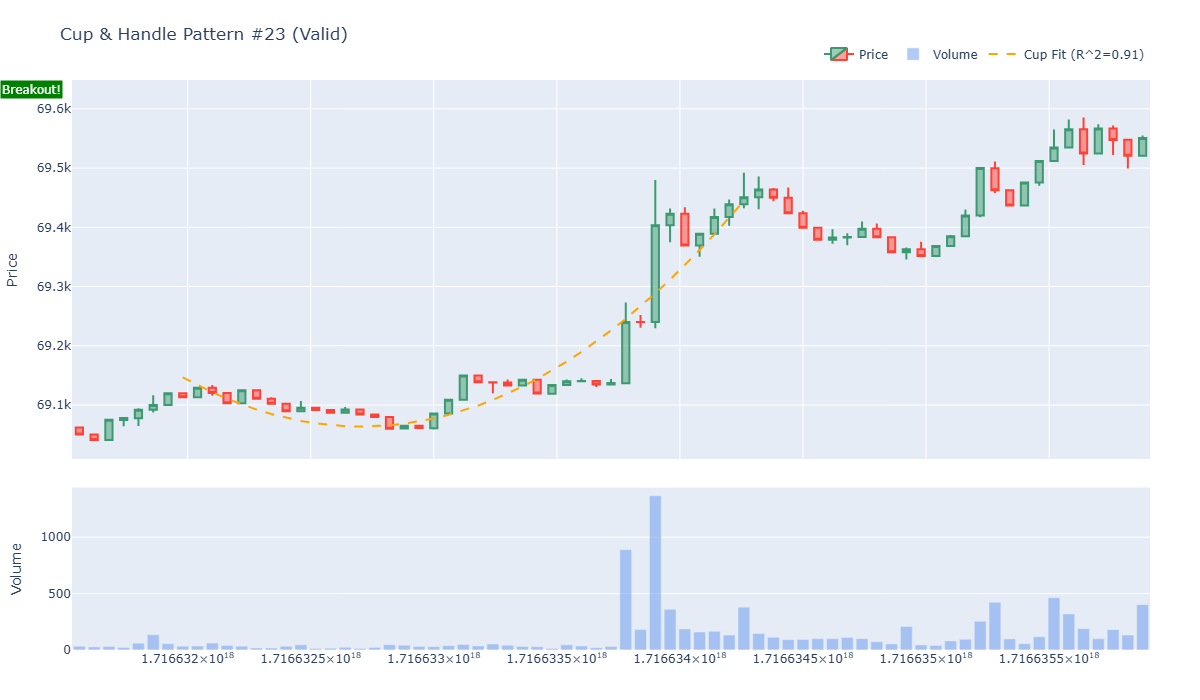 Cup & Handle Pattern #23 (Valid)
Price
Volume
Cup Fit (R^2=0.91)
Breakout!
69.6k
69.5k
69.4k
69.3k
69.2k
69.1k
Price
1000
500
0
Volume
1.716632×10¹⁸
1.7166325×10¹⁸
1.716633×10¹⁸
1.7166335×10¹⁸
1.716634×10¹⁸
1.7166345×10¹⁸
1.716635×10¹⁸
1.7166355×10¹⁸